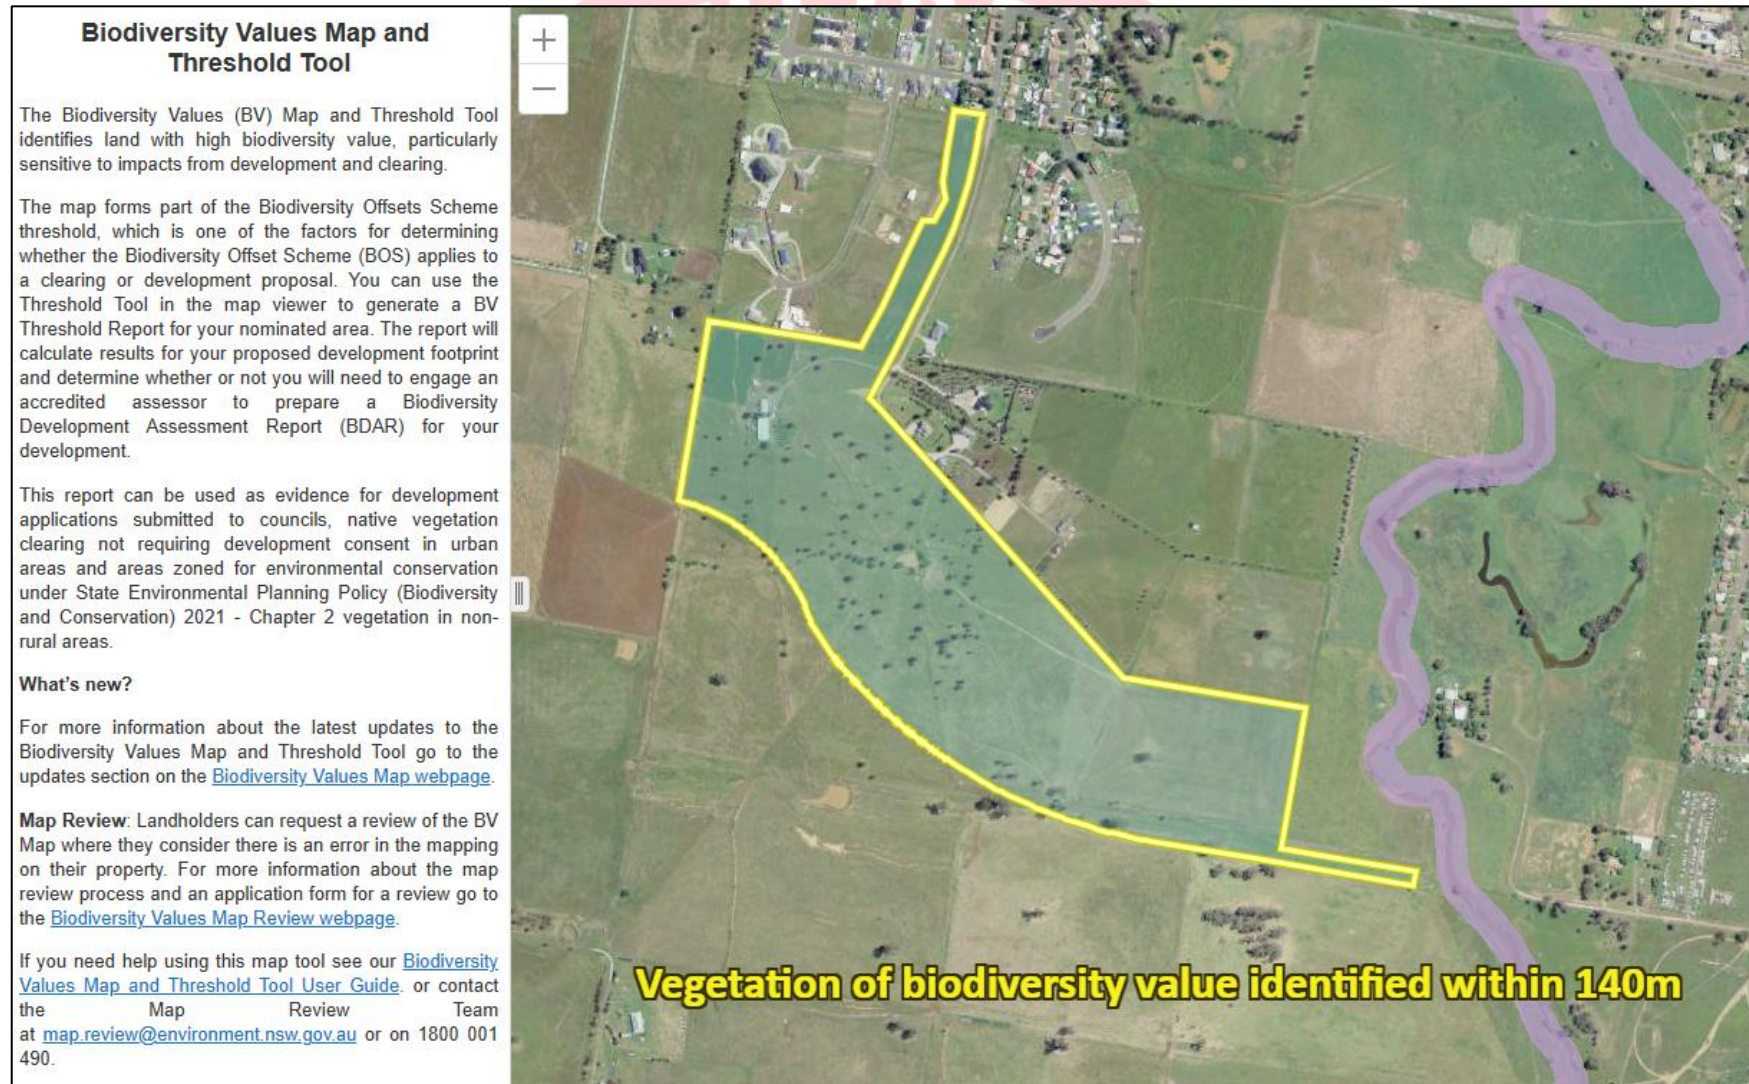 Biodiversity Values Map and
Threshold Tool
The Biodiversity Values (BV) Map and Threshold Tool
identifies land with high biodiversity value, particularly
sensitive to impacts from development and clearing.
The map forms part of the Biodiversity Offsets Scheme
threshold, which is one of the factors for determining
whether the Biodiversity Offset Scheme (BOS) applies to
a clearing or development proposal. You can use the
Threshold Tool in the map viewer to generate a BV
Threshold Report for your nominated area. The report will
calculate results for your proposed development footprint
and determine whether or not you will need to engage an
accredited assessor to prepare a Biodiversity
Development Assessment Report (BDAR) for your
development.
This report can be used as evidence for development
applications submitted to councils, native vegetation
clearing not requiring development consent in urban
areas and areas zoned for environmental conservation
under State Environmental Planning Policy (Biodiversity
and Conservation) 2021 - Chapter 2 vegetation in non-
rural areas.
What's new?
For more information about the latest updates to the
Biodiversity Values Map and Threshold Tool go to the
updates section on the Biodiversity Values Map webpage.
Map Review: Landholders can request a review of the BV
Map where they consider there is an error in the mapping
on their property. For more information about the map
review process and an application form for a review go to
the Biodiversity Values Map Review webpage.
If you need help using this map tool see our Biodiversity
Values Map and Threshold Tool User Guide. or contact
the Map Review Team
at map.review@environment.nsw.gov.au or on 1800 001
490.
+
−
Vegetation of biodiversity value identified within 140m